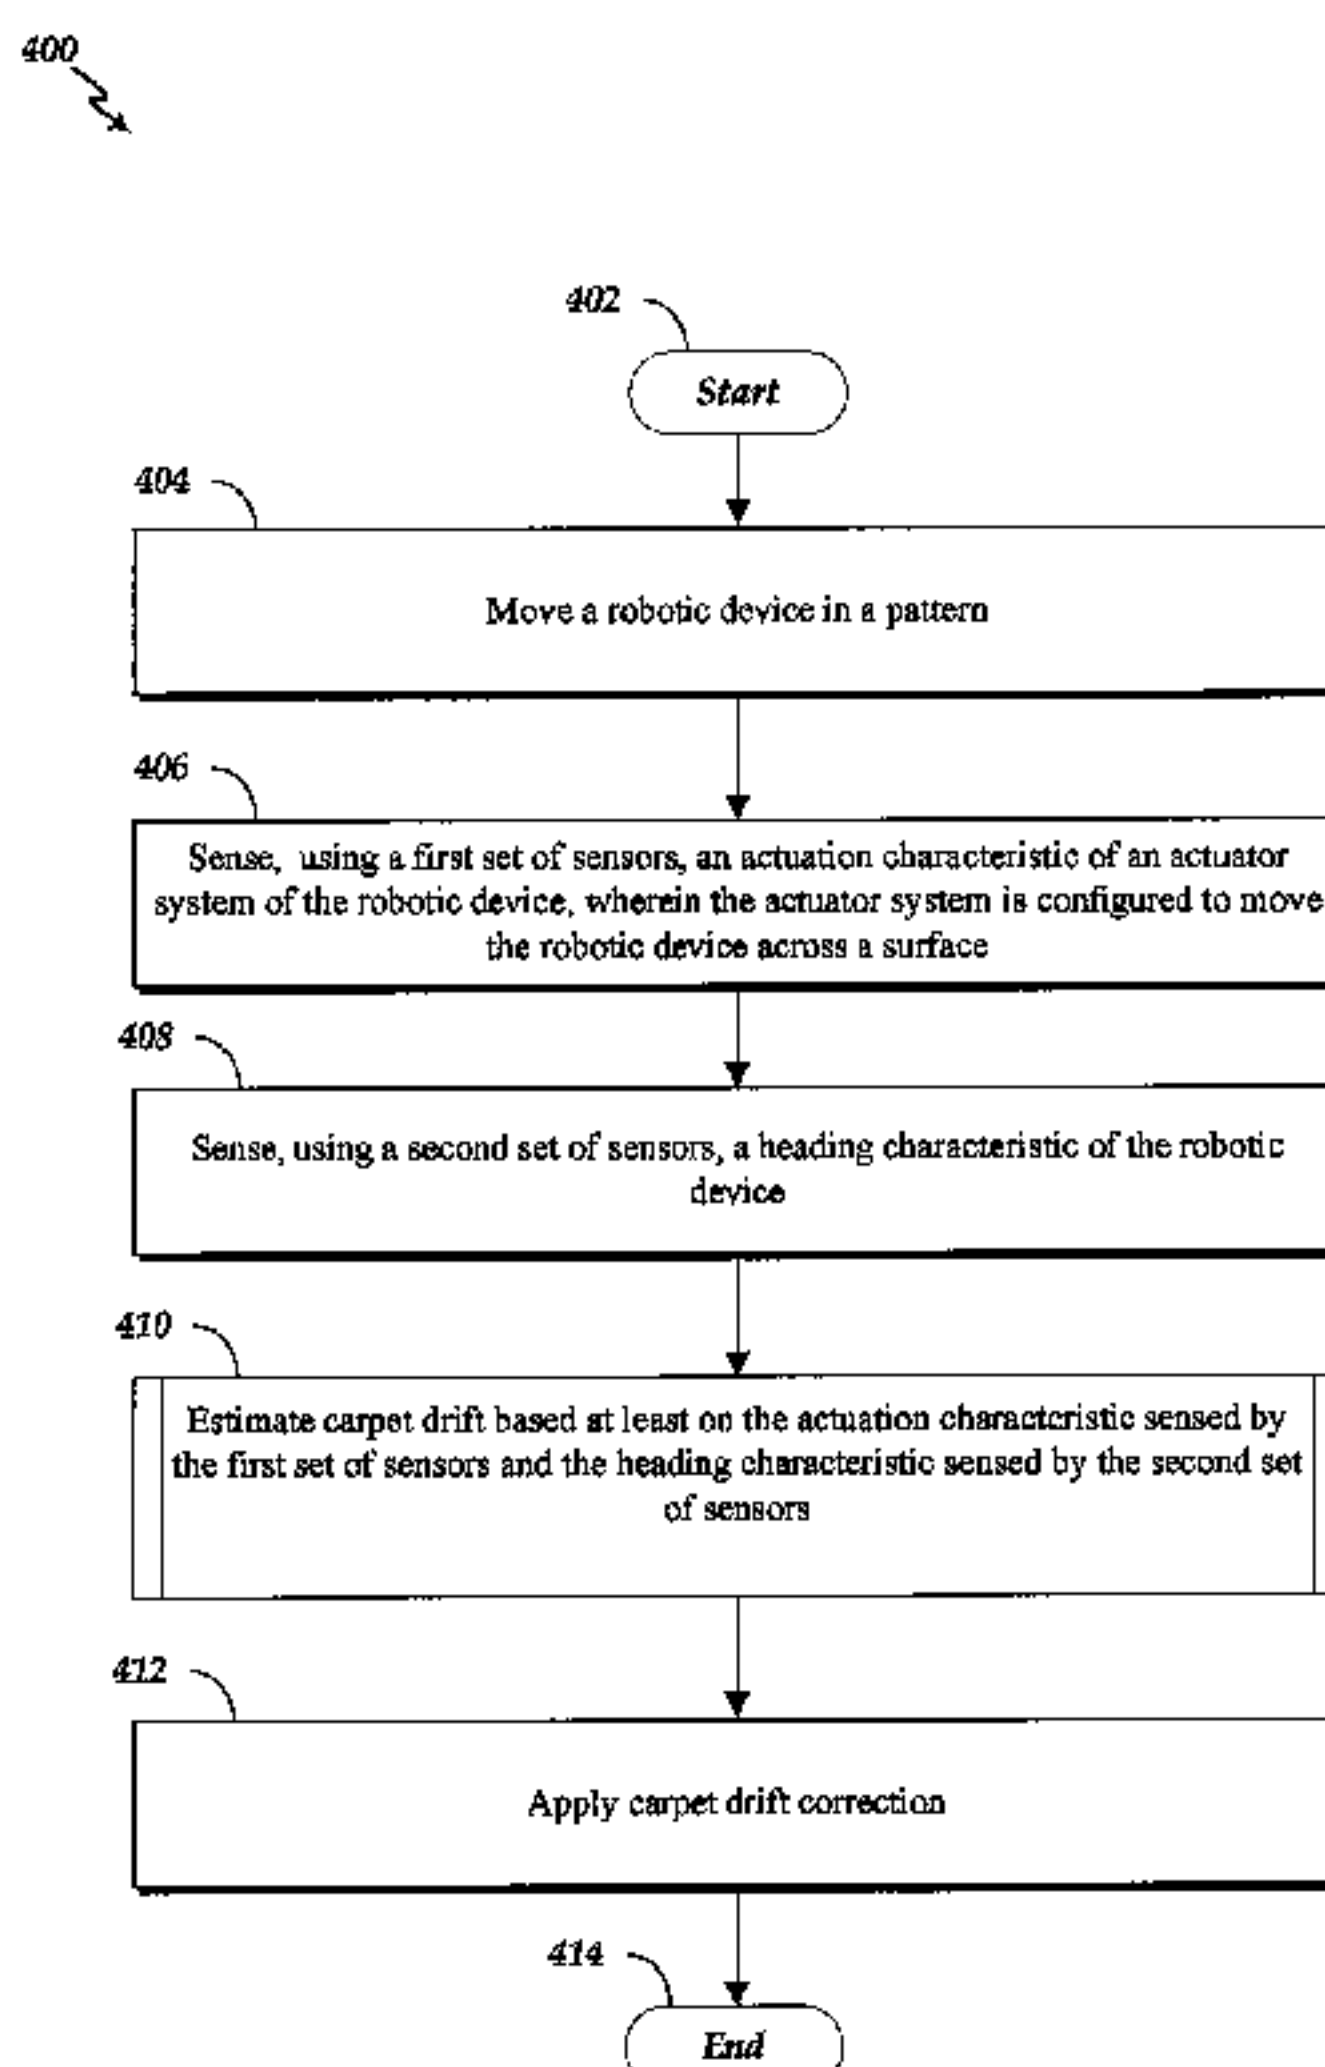 400
402
Start
404
Move a robotic device in a pattern
406
Sense, using a first set of sensors, an actuation characteristic of an actuator
system of the robotic device, wherein the actuator system is configured to move
the robotic device across a surface
408
Sense, using a second set of sensors, a heading characteristic of the robotic
device
410
Estimate carpet drift based at least on the actuation characteristic sensed by
the first set of sensors and the heading characteristic sensed by the second set
of sensors
412
Apply carpet drift correction
414
End